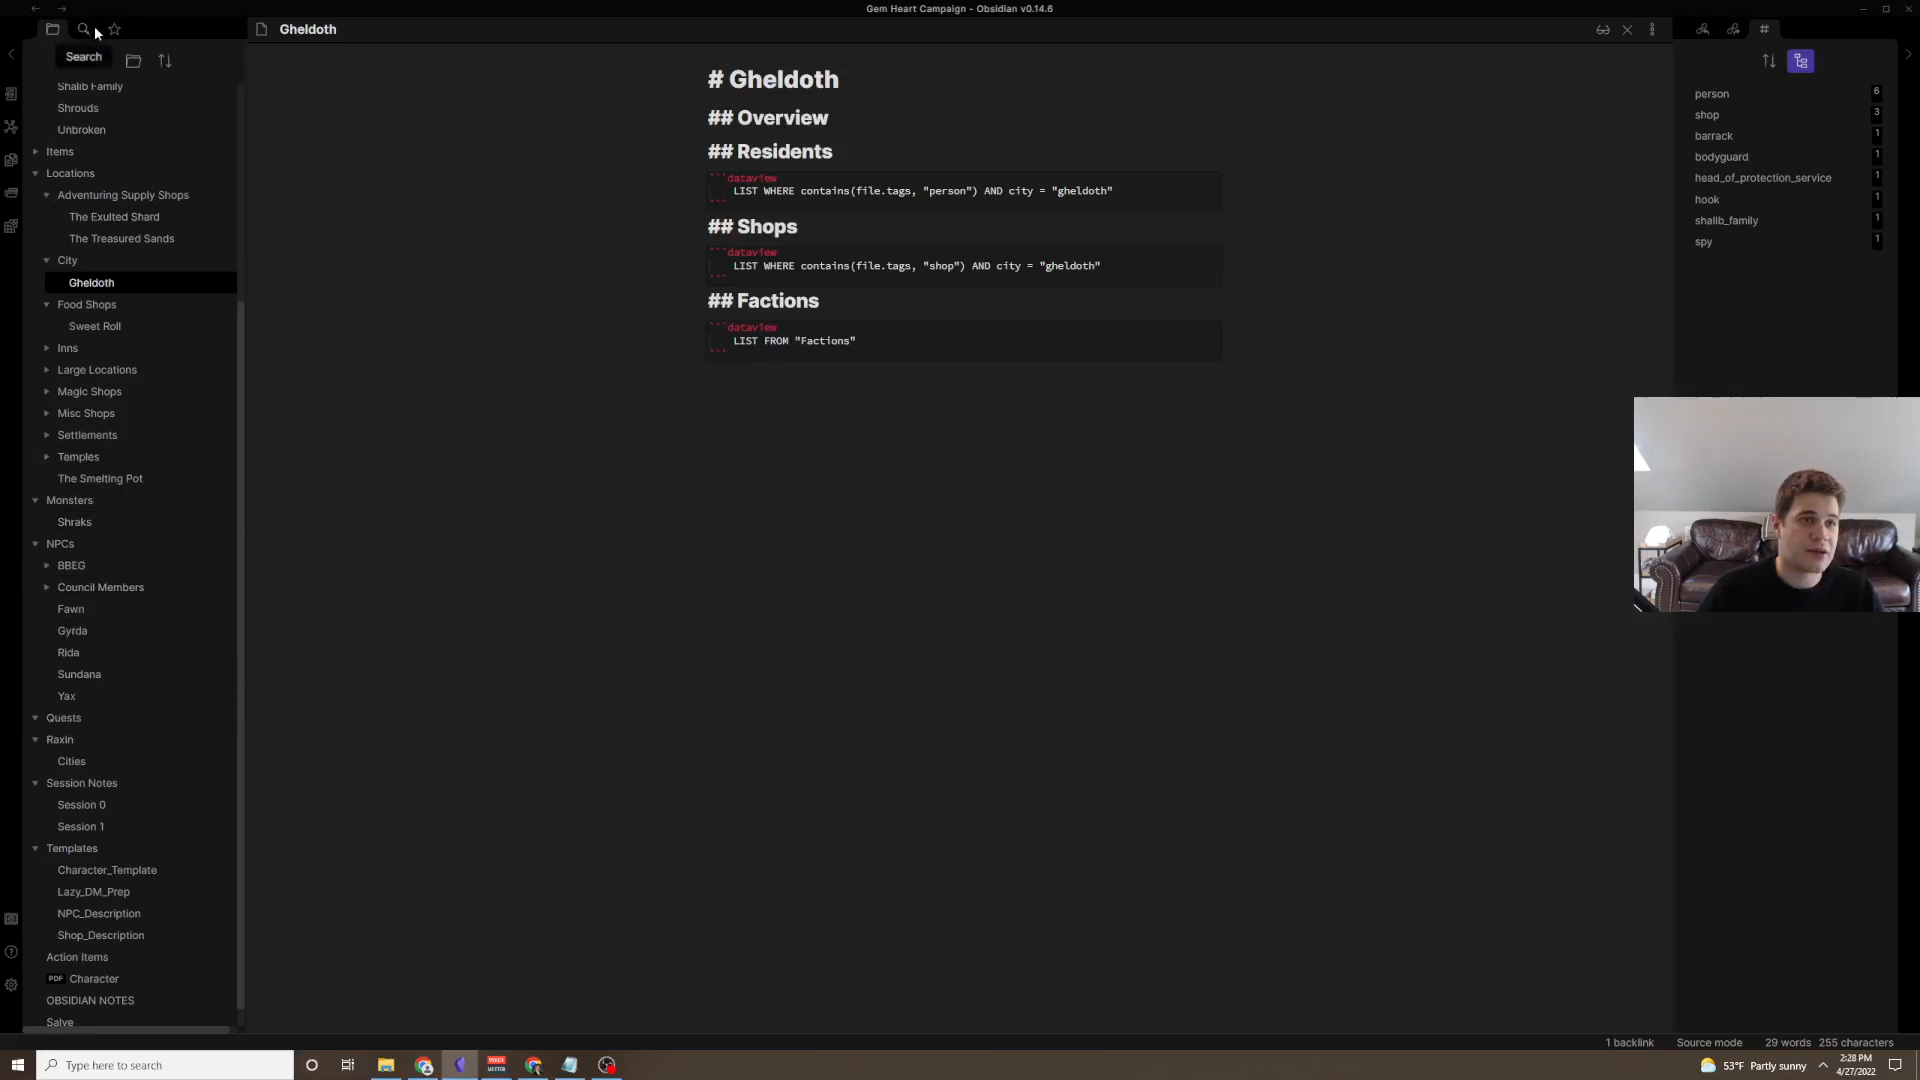 Gem Heart Campaign - Obsidian v0.14.6
Gheldoth
Search
Shalib Family
Shrouds
Unbroken
Items
Locations
Adventuring Supply Shops
The Exulted Shard
The Treasured Sands
City
Gheldoth
Food Shops
Sweet Roll
Inns
Large Locations
Magic Shops
Misc Shops
Settlements
Temples
The Smelting Pot
Monsters
Shraks
NPCs
BBEG
Council Members
Fawn
Gyrda
Rida
Sundana
Yax
Quests
Raxin
Cities
Session Notes
Session 0
Session 1
Templates
Character_Template
Lazy_DM_Prep
NPC_Description
Shop_Description
Action Items
PDF Character
OBSIDIAN NOTES
Salve
# Gheldoth
## Overview
## Residents
```dataview
LIST WHERE contains(file.tags, "person") AND city = "gheldoth"
```
## Shops
```dataview
LIST WHERE contains(file.tags, "shop") AND city = "gheldoth"
```
## Factions
```dataview
LIST FROM "Factions"
```
person 6
shop 3
barrack 1
bodyguard 1
head_of_protection_service 1
hook 1
shalib_family 1
spy 1
1 backlink Source mode 29 words 255 characters
Type here to search
VOICE MEETER
53°F Partly sunny
2:28 PM
4/27/2022